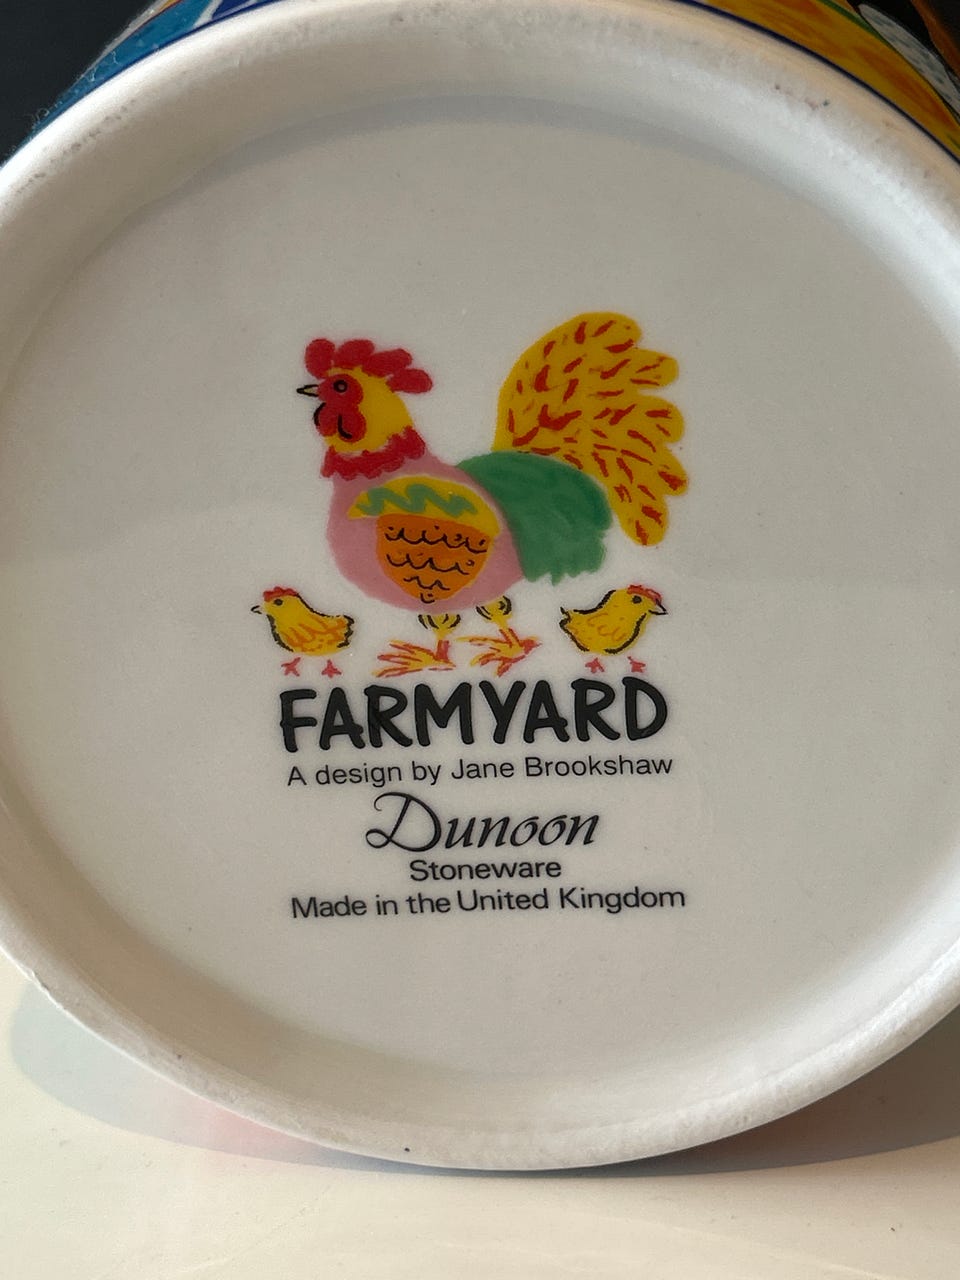 FARMYARD
A design by Jane Brookshaw
Dunoon
Stoneware
Made in the United Kingdom